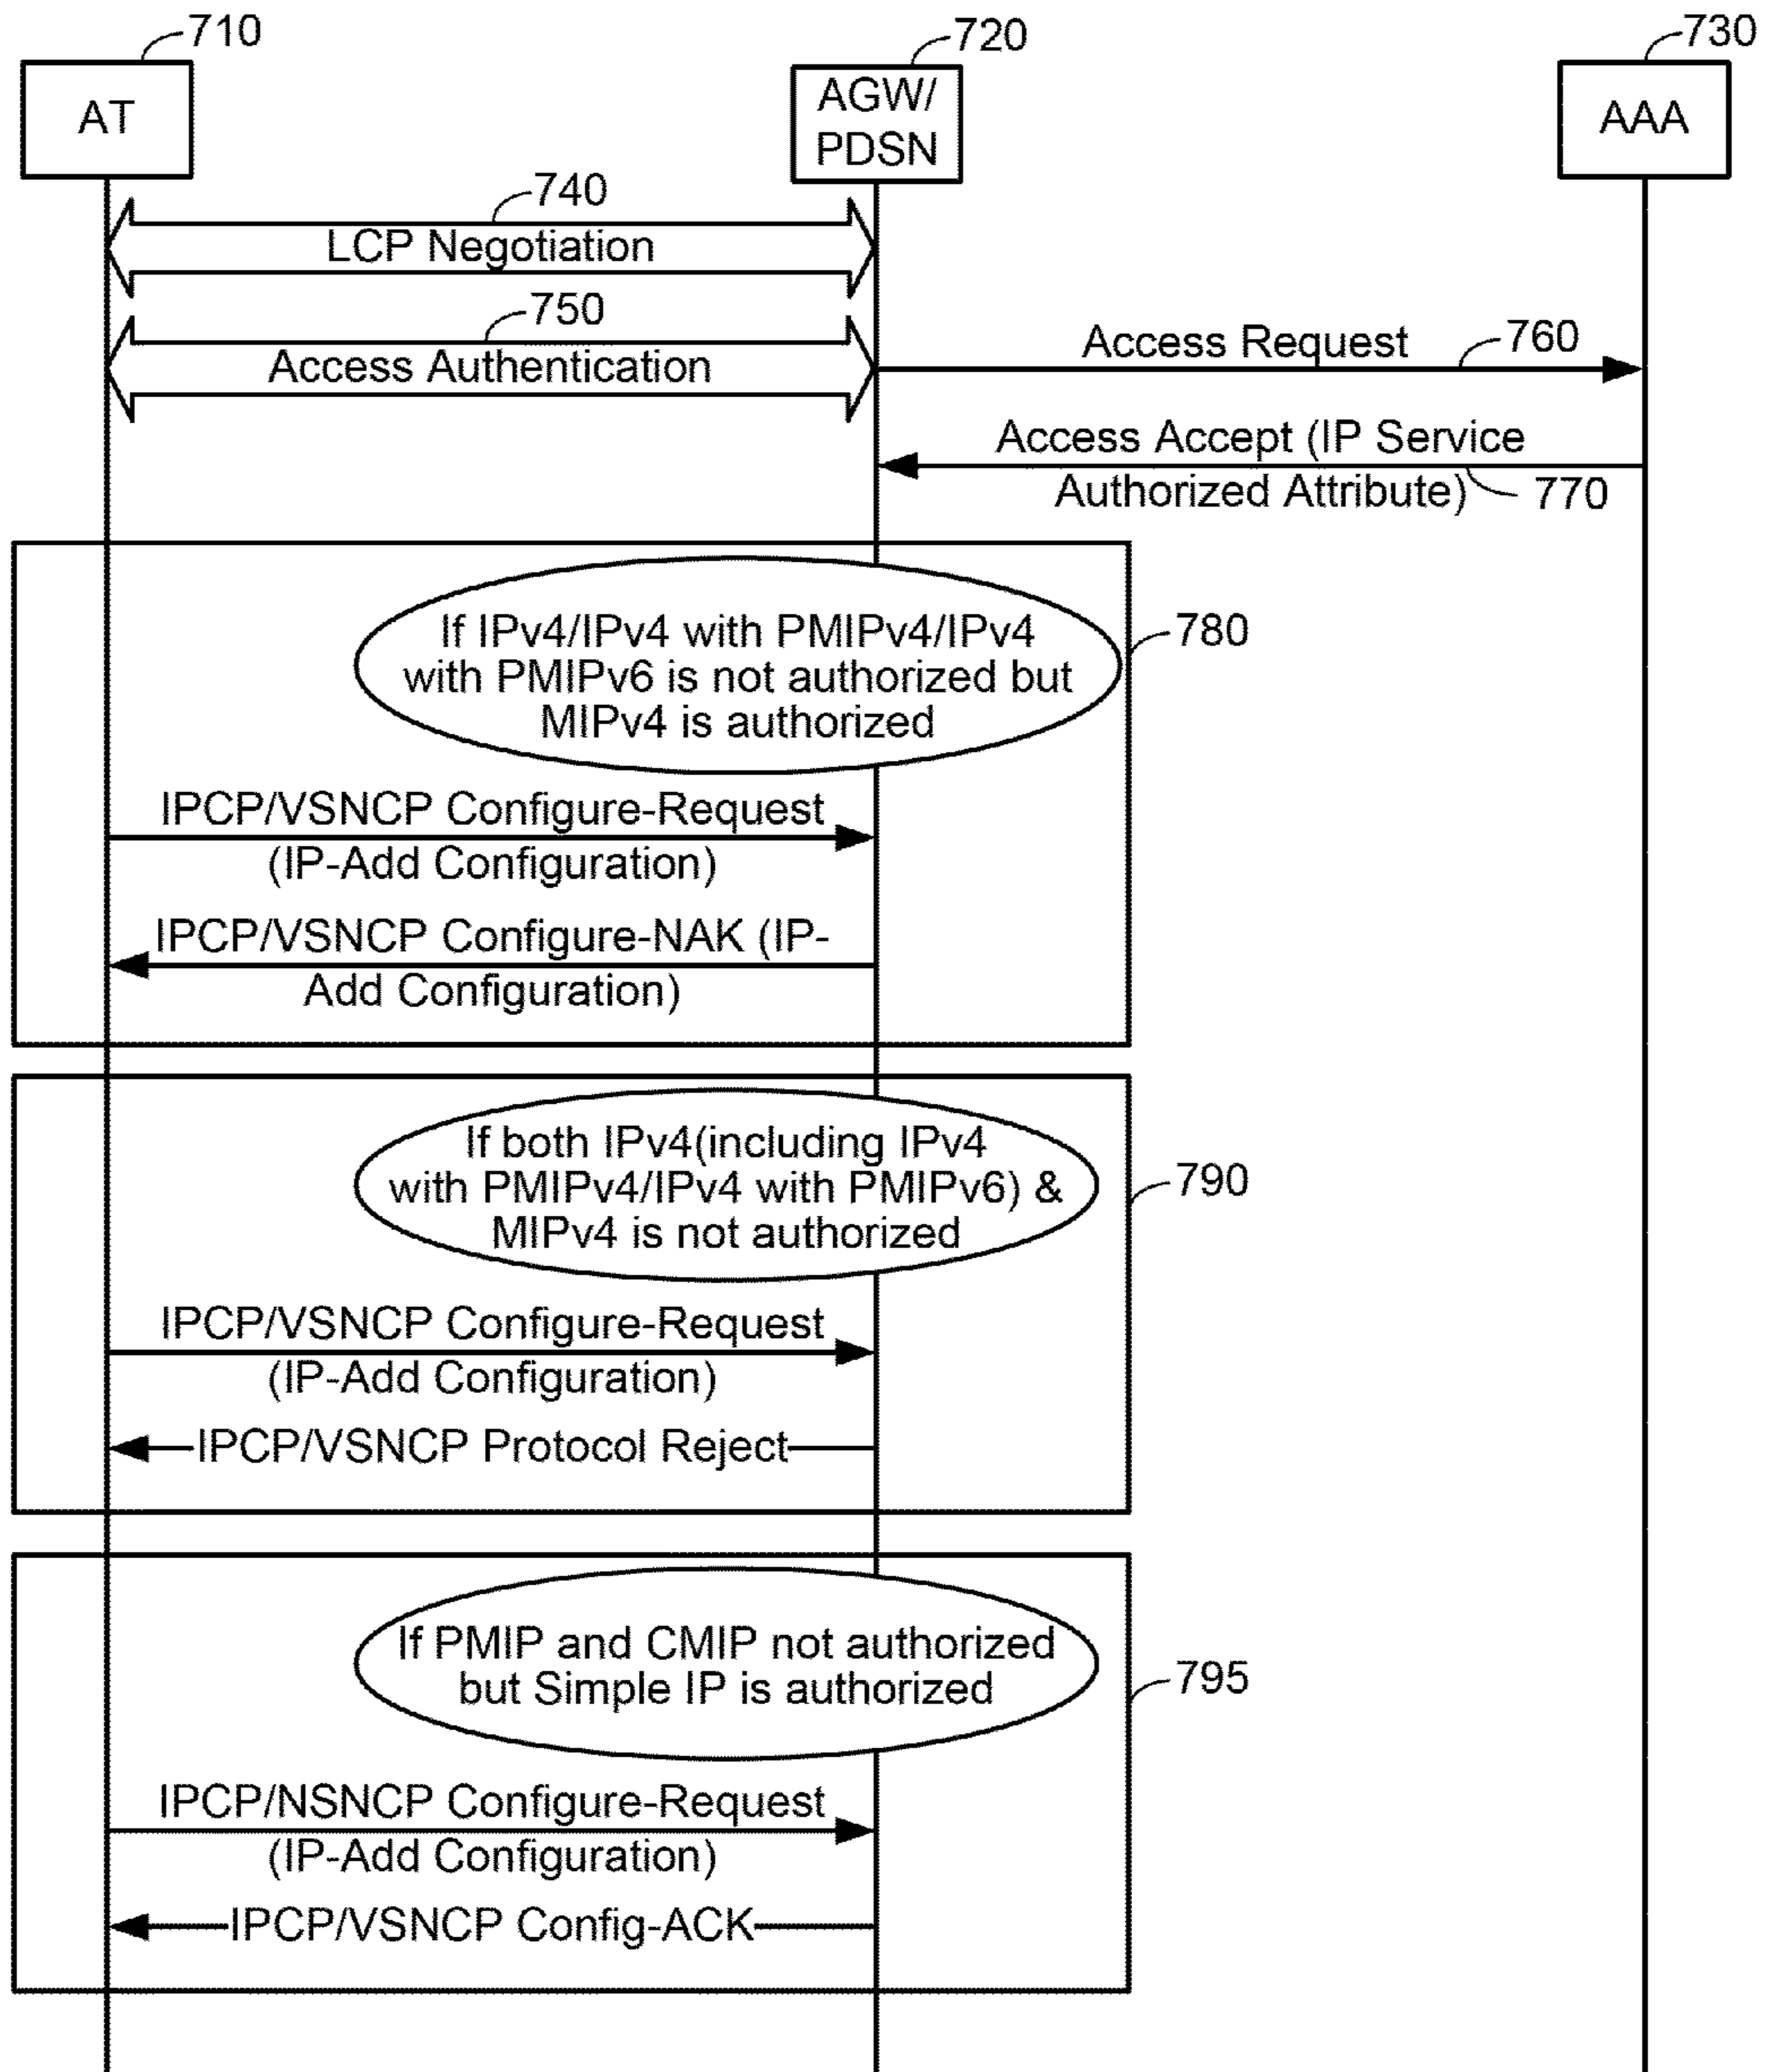 710
720
730
AT
AGW/
PDSN
AAA
740
LCP Negotiation
750
Access Authentication
Access Request
760
Access Accept (IP Service
Authorized Attribute)
770
If IPv4/IPv4 with PMIPv4/IPv4
with PMIPv6 is not authorized but
MIPv4 is authorized
780
IPCP/VSNCP Configure-Request
(IP-Add Configuration)
IPCP/VSNCP Configure-NAK (IP-
Add Configuration)
If both IPv4(including IPv4
with PMIPv4/IPv4 with PMIPv6) &
MIPv4 is not authorized
790
IPCP/VSNCP Configure-Request
(IP-Add Configuration)
IPCP/VSNCP Protocol Reject
If PMIP and CMIP not authorized
but Simple IP is authorized
795
IPCP/NSNCP Configure-Request
(IP-Add Configuration)
IPCP/VSNCP Config-ACK